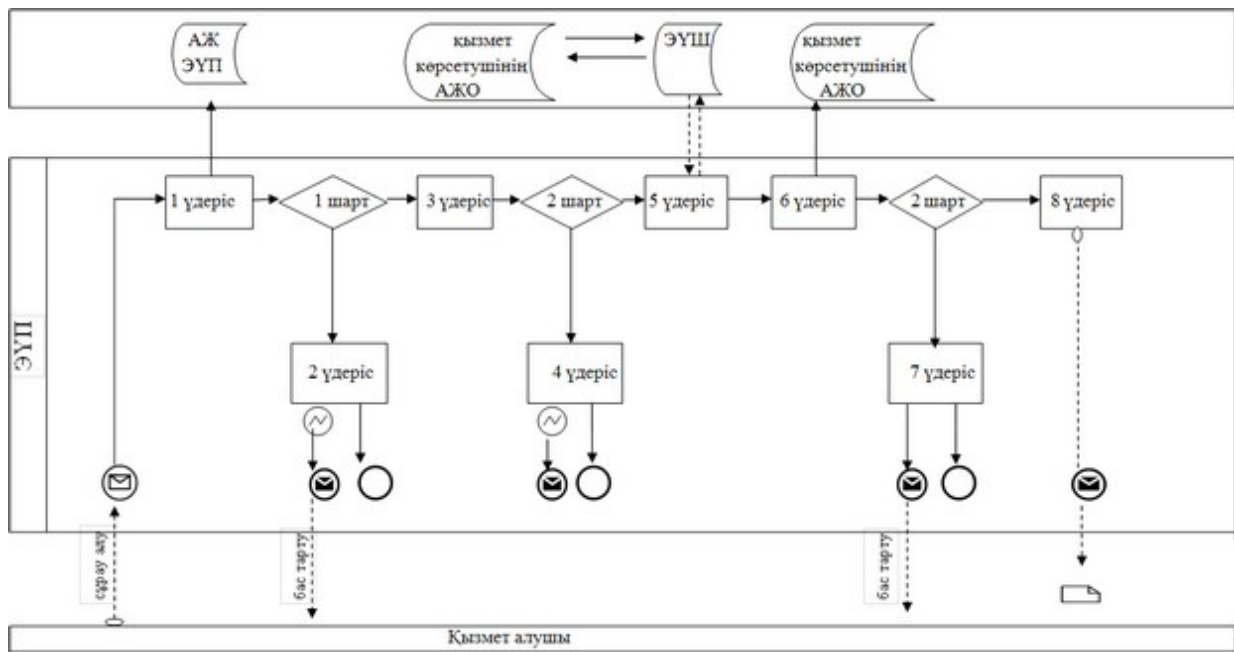 АЖ
ЭҮП
қызмет
көрсетушінің
АЖО
ЭҮШ
қызмет
көрсетушінің
АЖО
1 үдеріс
1 шарт
3 үдеріс
2 шарт
5 үдеріс
6 үдеріс
2 шарт
8 үдеріс
ЭҮП
2 үдеріс
4 үдеріс
7 үдеріс
сұрау алу
бас тарту
бас тарту
Қызмет алушы